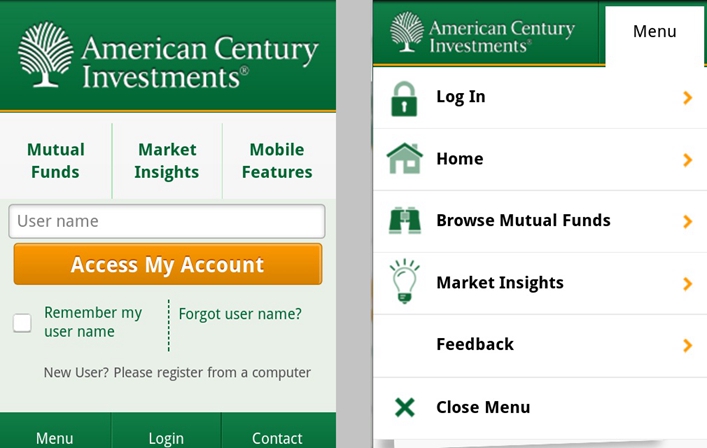 American Century
Investments®
Mutual
Funds
Market
Insights
Mobile
Features
User name
Access My Account
Remember my
user name
Forgot user name?
New User? Please register from a computer
Menu
Login
Contact
American Century
Investments®
Menu
Log In
Home
Browse Mutual Funds
Market Insights
Feedback
Close Menu